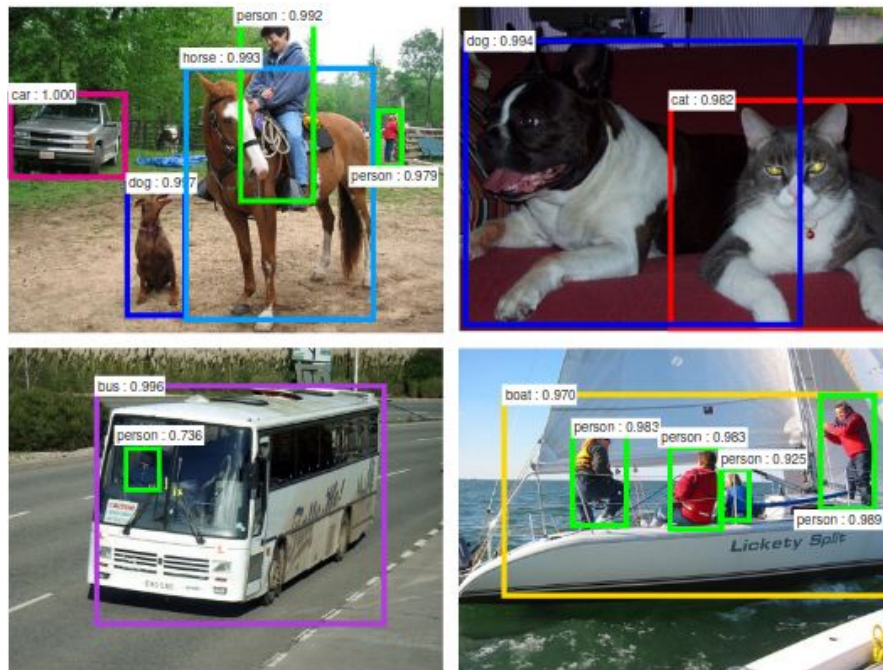 person : 0.992
horse : 0.993
car : 1.000
person : 0.979
dog : 0.997
dog : 0.994
cat : 0.982
bus : 0.996
person : 0.736
boat : 0.970
person : 0.983
person : 0.983
person : 0.925
person : 0.989
Lickety Split